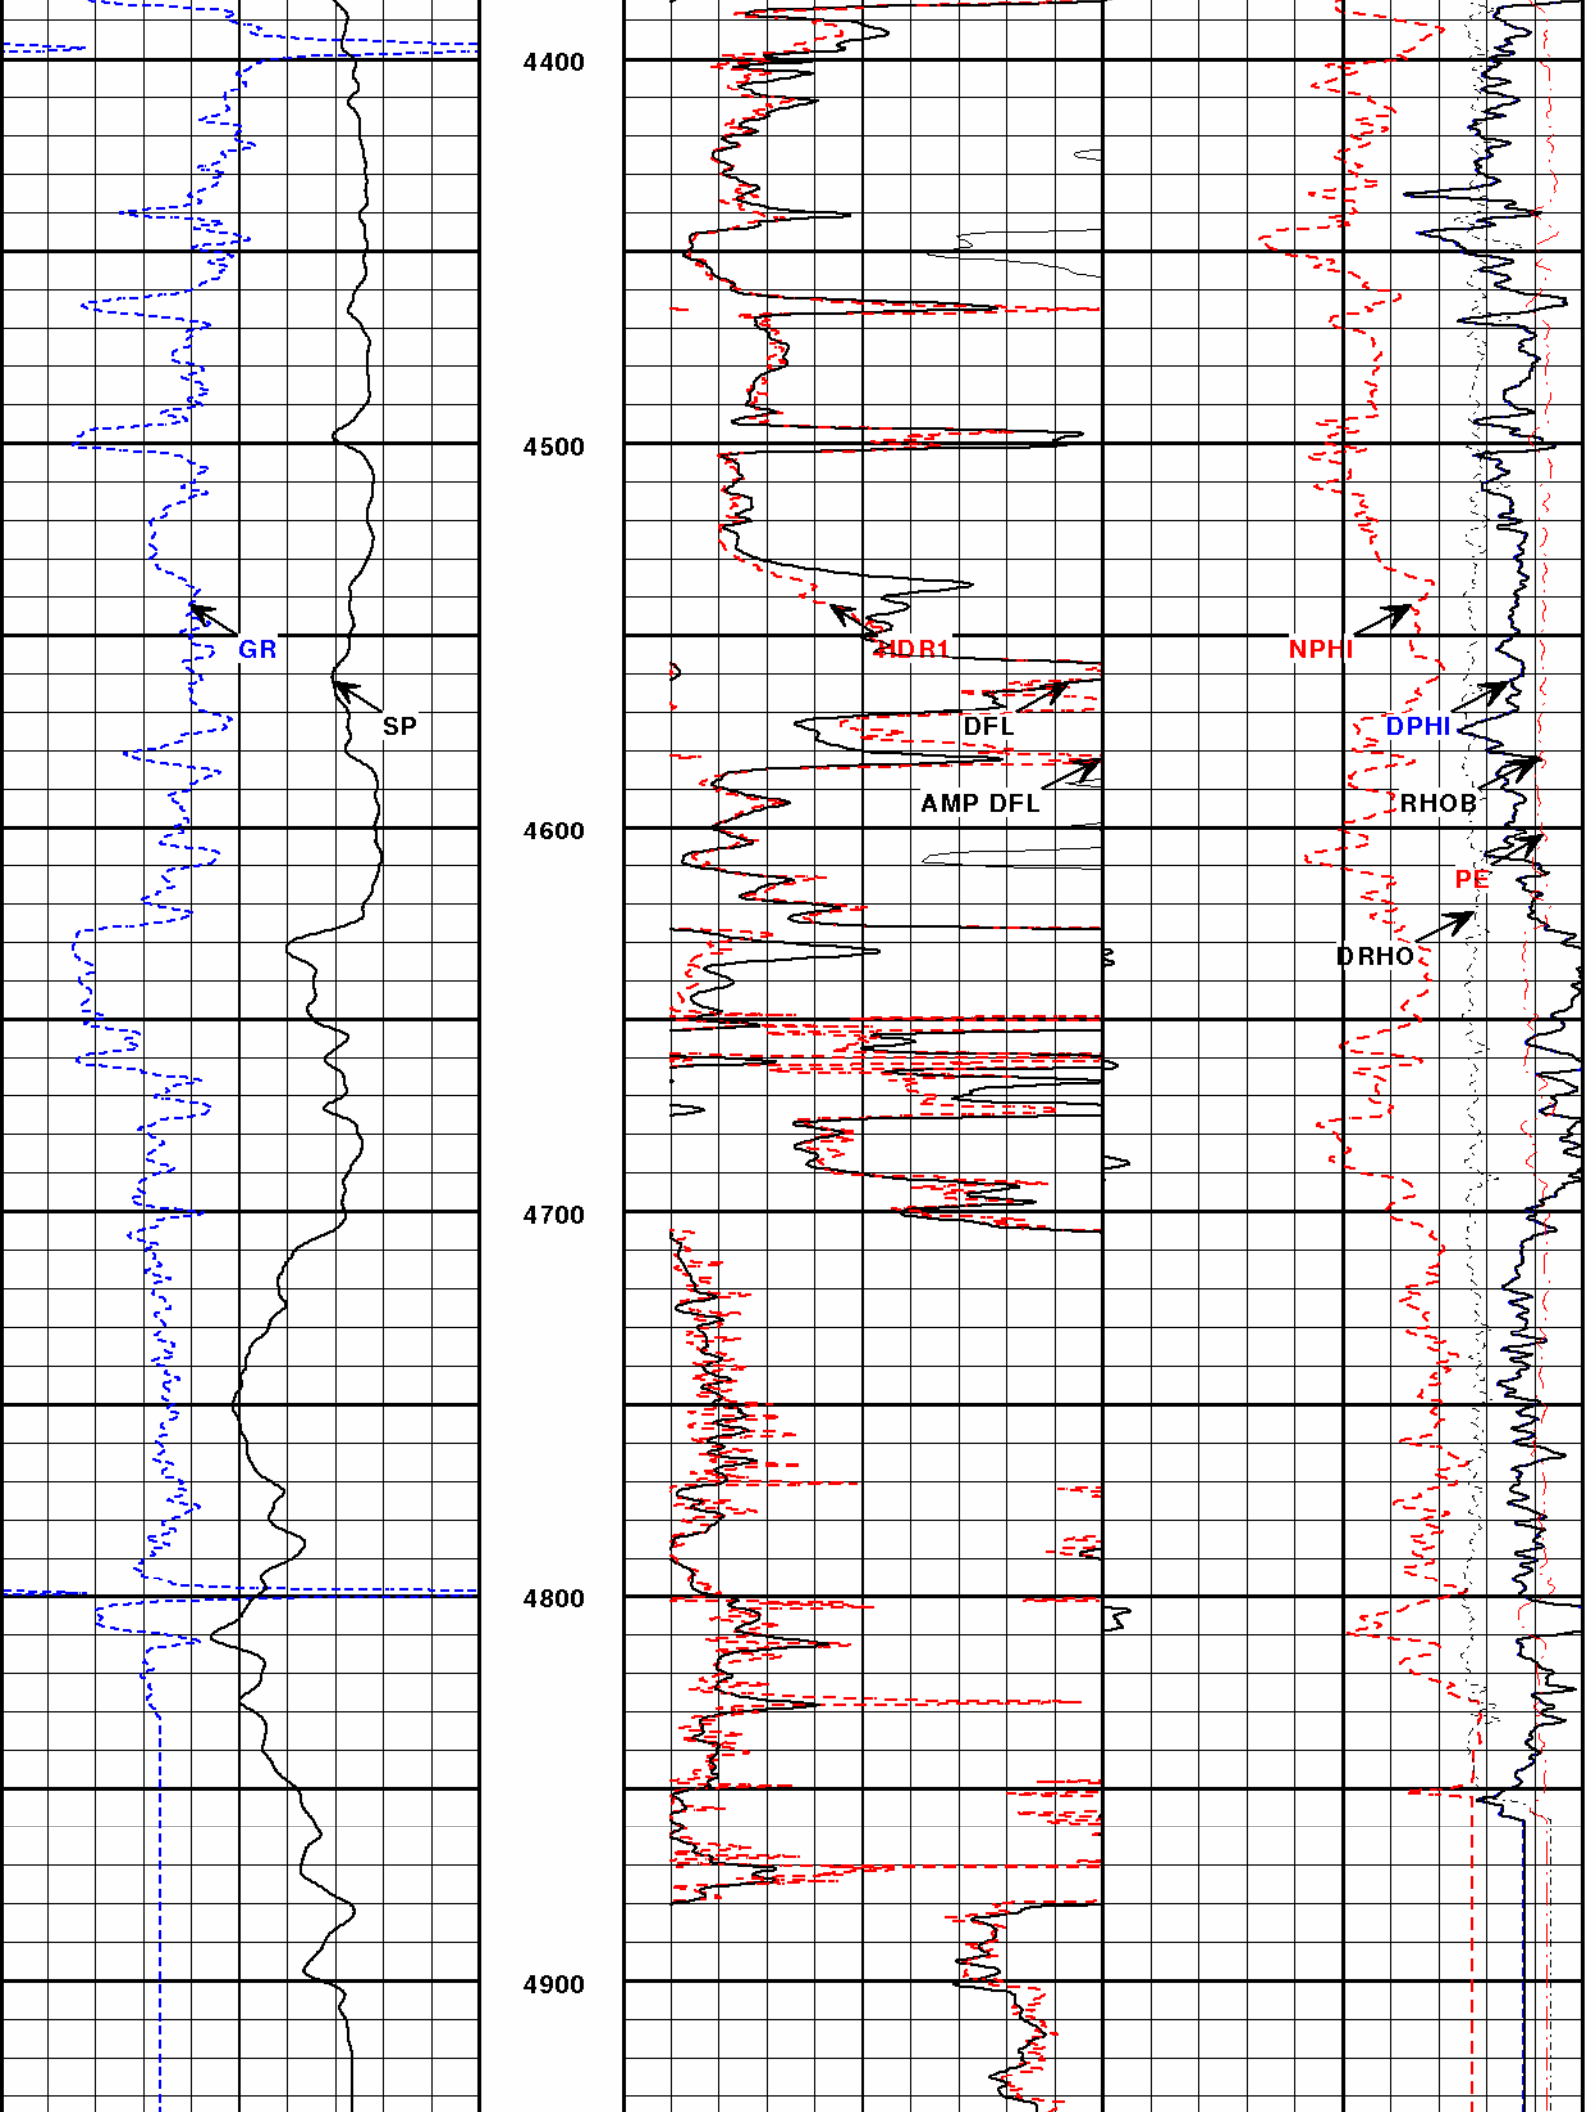 4400
4500
GR
HDR1
NPHI
SP
DFL
DPHI
AMP DFL
RHOB
4600
PE
DRHO
4700
4800
4900